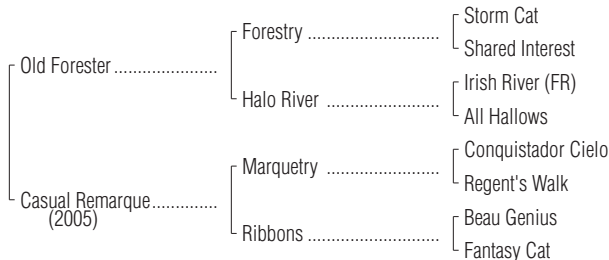 Storm Cat
Forestry ........................
Shared Interest
Old Forester ...................
Irish River (FR)
Halo River .....................
All Hallows
Conquistador Cielo
Marquetry .....................
Regent's Walk
Casual Remarque ............
(2005)
Beau Genius
Ribbons ........................
Fantasy Cat